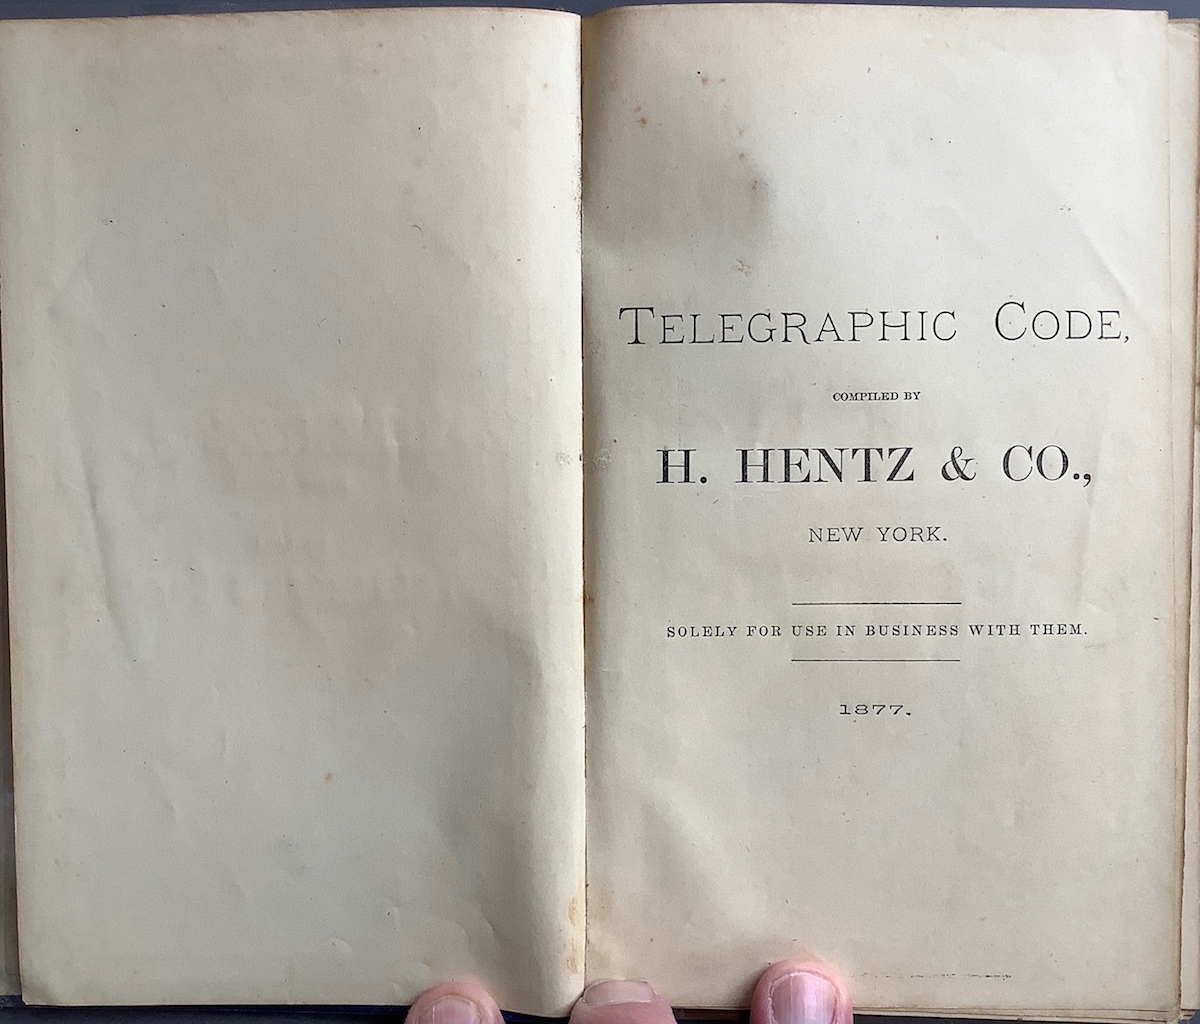 TELEGRAPHIC CODE,
COMPILED BY
H. HENTZ & CO.,
NEW YORK.
SOLELY FOR USE IN BUSINESS WITH THEM.
1877.